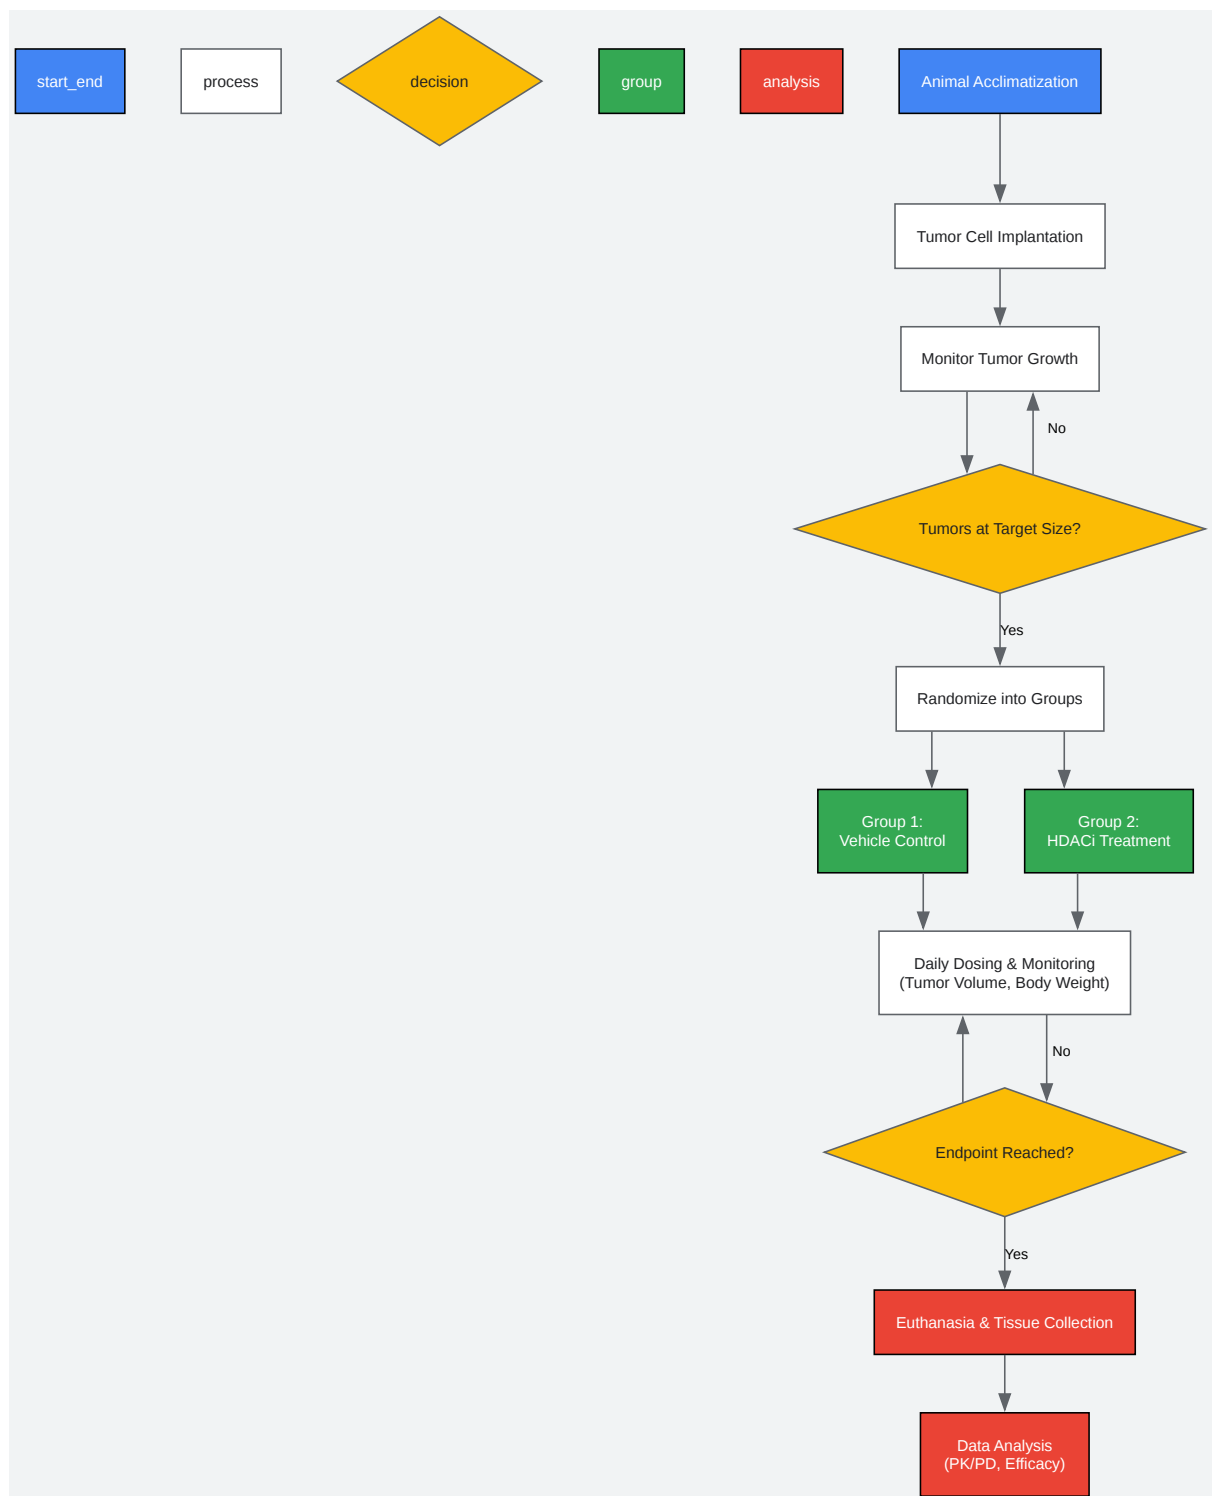 start_end
process
decision
group
analysis
Animal Acclimatization
Tumor Cell Implantation
Monitor Tumor Growth
No
Tumors at Target Size?
Yes
Randomize into Groups
Group 1:
Vehicle Control
Group 2:
HDACi Treatment
Daily Dosing & Monitoring
(Tumor Volume, Body Weight)
No
Endpoint Reached?
Yes
Euthanasia & Tissue Collection
Data Analysis
(PK/PD, Efficacy)